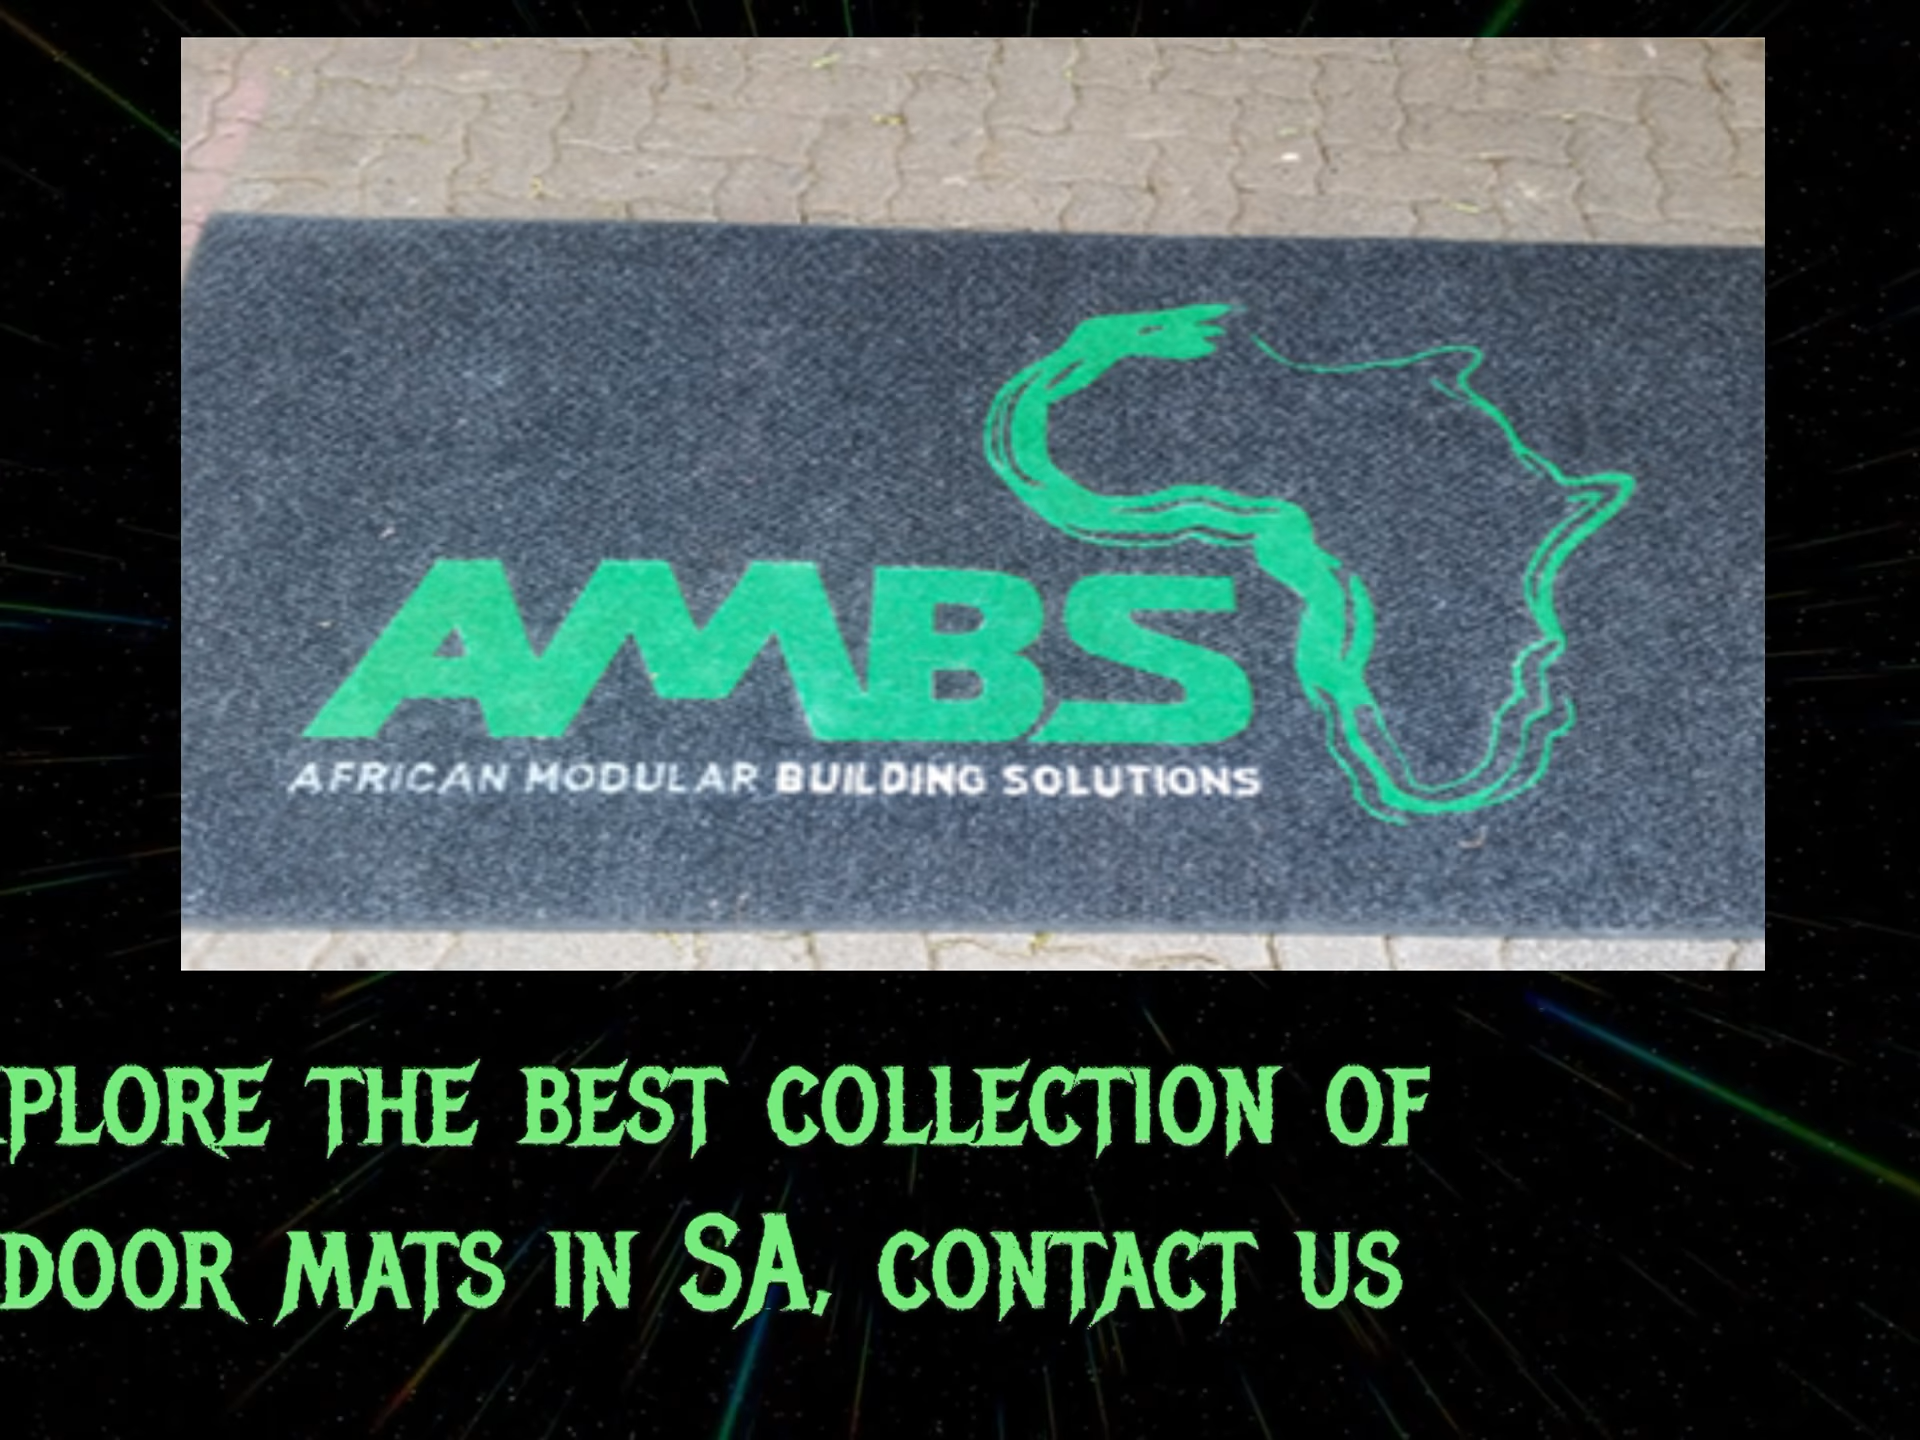 AMBS
AFRICAN MODULAR BUILDING SOLUTIONS
PLORE THE BEST COLLECTION OF
DOOR MATS IN SA, CONTACT US